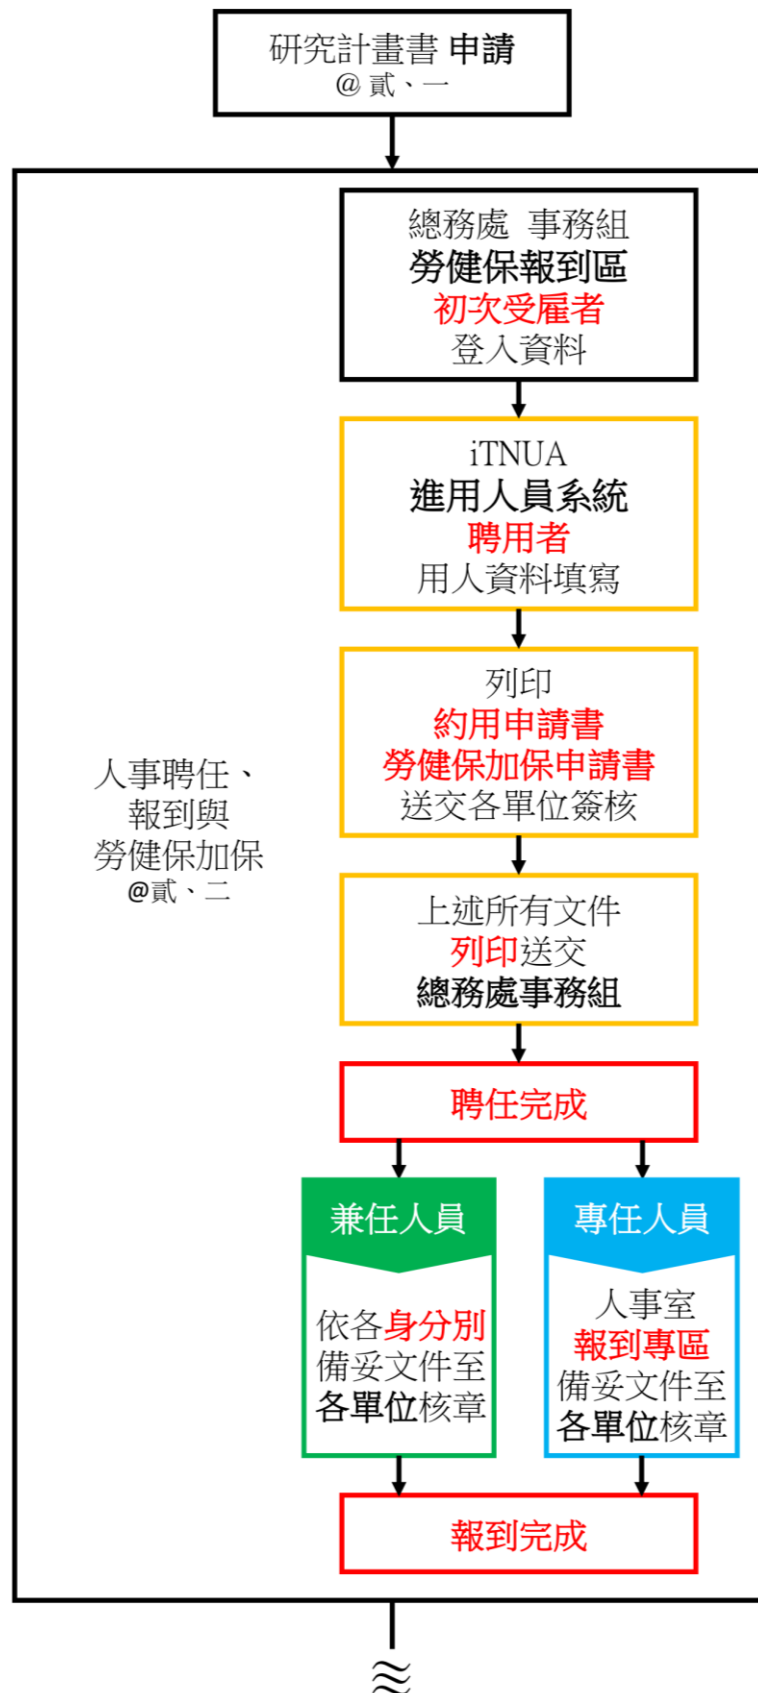 研究計畫書 申請
@ 貳、一
總務處 事務組
勞健保報到區
初次受雇者
登入資料
iTNUA
進用人員系統
聘用者
用人資料填寫
列印
約用申請書
勞健保加保申請書
送交各單位簽核
人事聘任、
報到與
勞健保加保
@貳、二
上述所有文件
列印送交
總務處事務組
聘任完成
兼任人員
依各身分別
備妥文件至
各單位核章
專任人員
人事室
報到專區
備妥文件至
各單位核章
報到完成